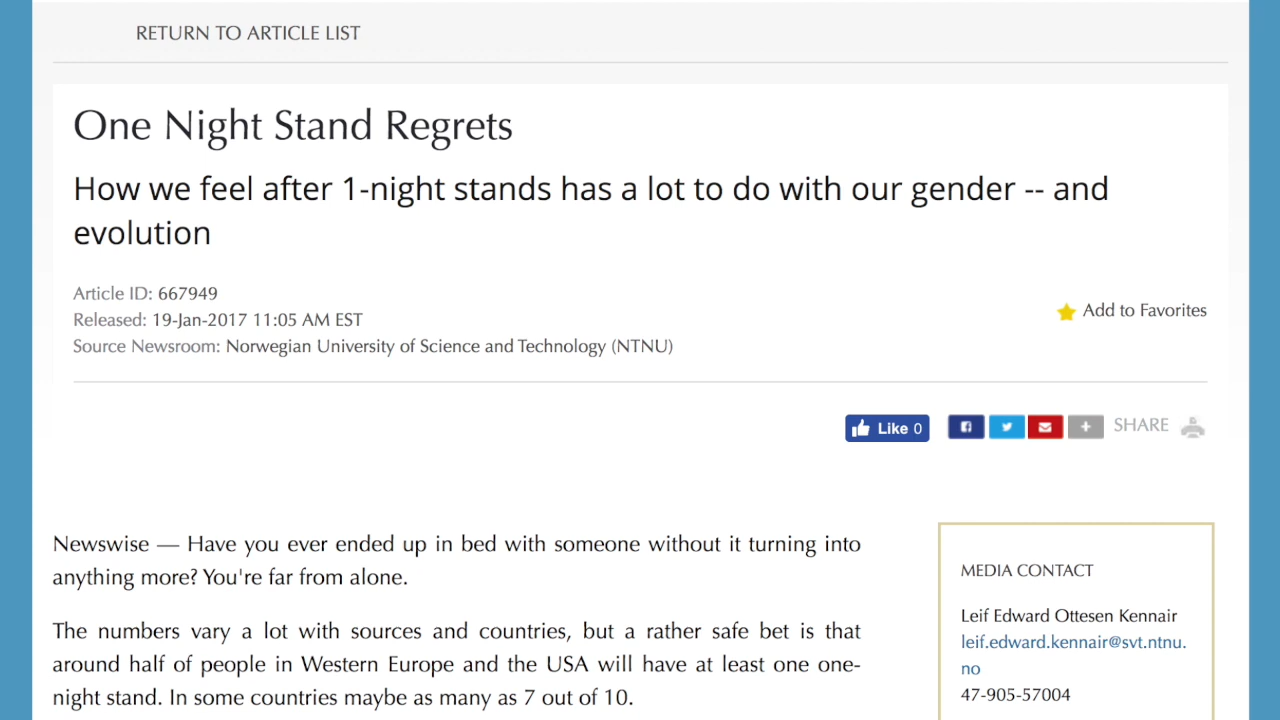 RETURN TO ARTICLE LIST
One Night Stand Regrets
How we feel after 1-night stands has a lot to do with our gender -- and
evolution
Article ID: 667949
Released: 19-Jan-2017 11:05 AM EST
Source Newsroom: Norwegian University of Science and Technology (NTNU)
Add to Favorites
Like 0
SHARE
Newswise — Have you ever ended up in bed with someone without it turning into
anything more? You're far from alone.
The numbers vary a lot with sources and countries, but a rather safe bet is that
around half of people in Western Europe and the USA will have at least one one-
night stand. In some countries maybe as many as 7 out of 10.
MEDIA CONTACT
Leif Edward Ottesen Kennair
leif.edward.kennair@svt.ntnu.
no
47-905-57004